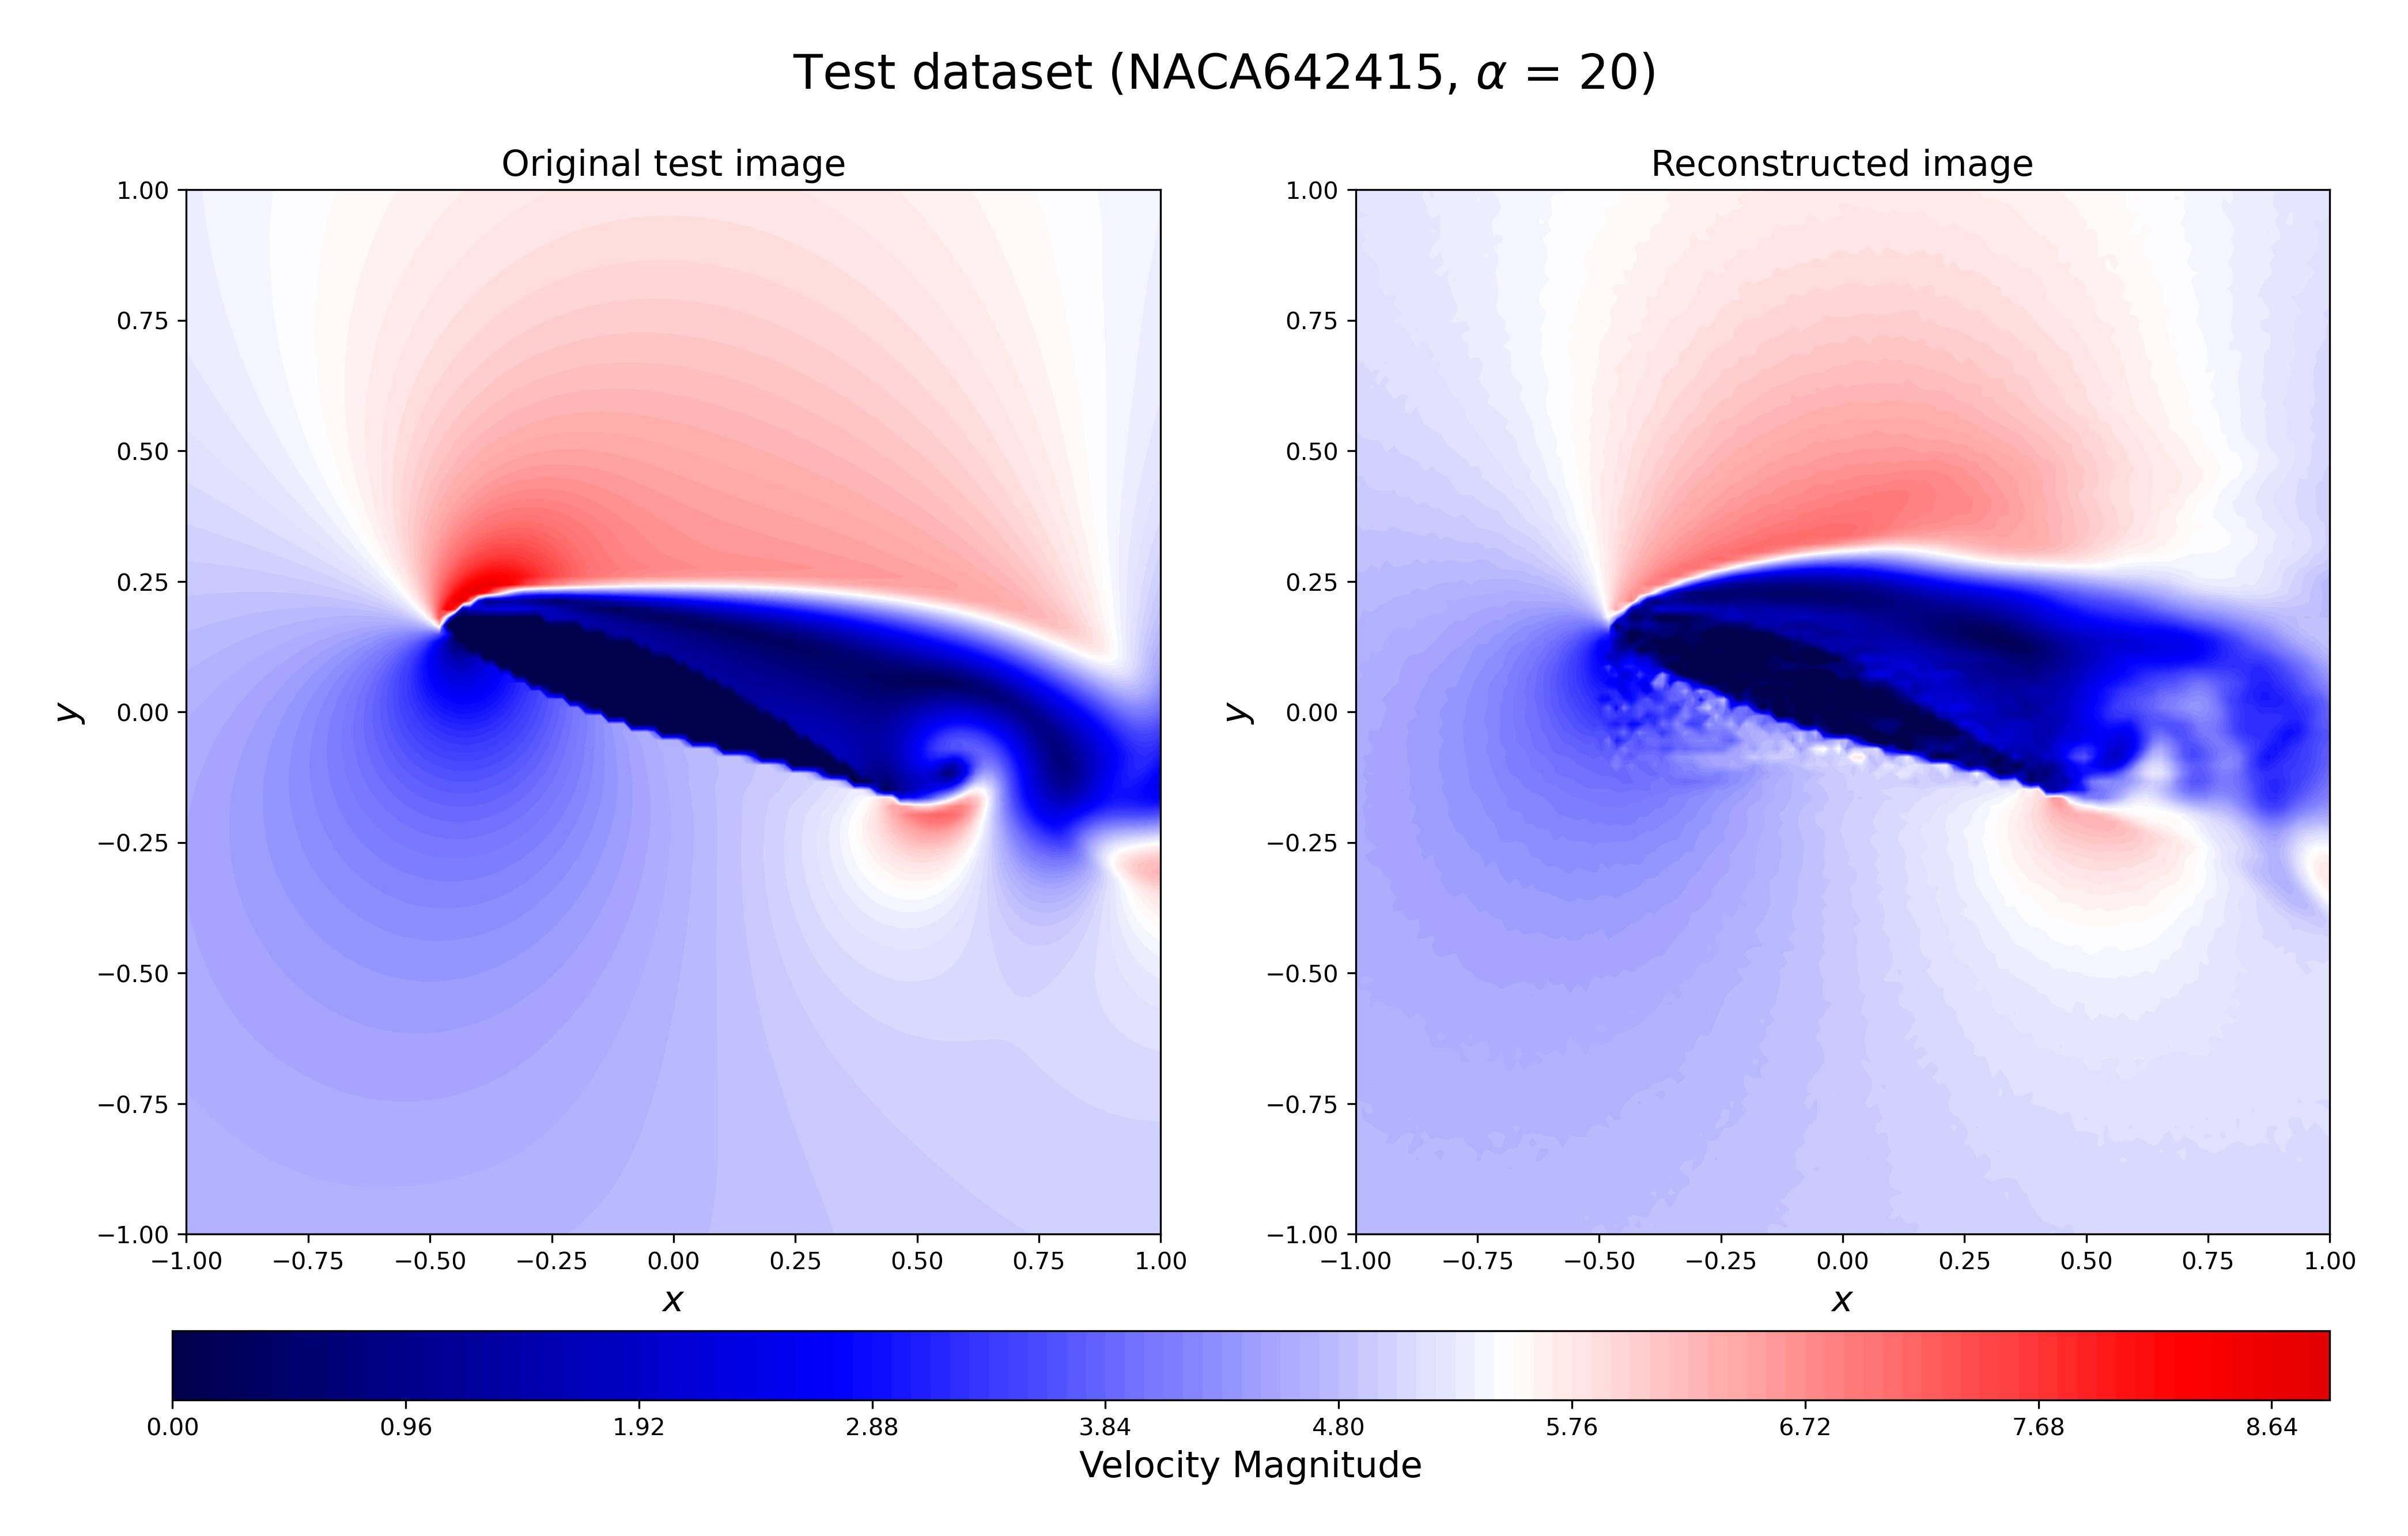 Test dataset (NACA642415, α = 20)
Original test image
Reconstructed image
1.00
0.75
0.50
0.25
0.00
−0.25
−0.50
−0.75
−1.00
y
−1.00 −0.75 −0.50 −0.25 0.00 0.25 0.50 0.75 1.00
x
1.00
0.75
0.50
0.25
0.00
−0.25
−0.50
−0.75
−1.00
y
−1.00 −0.75 −0.50 −0.25 0.00 0.25 0.50 0.75 1.00
x
0.00 0.96 1.92 2.88 3.84 4.80 5.76 6.72 7.68 8.64
Velocity Magnitude